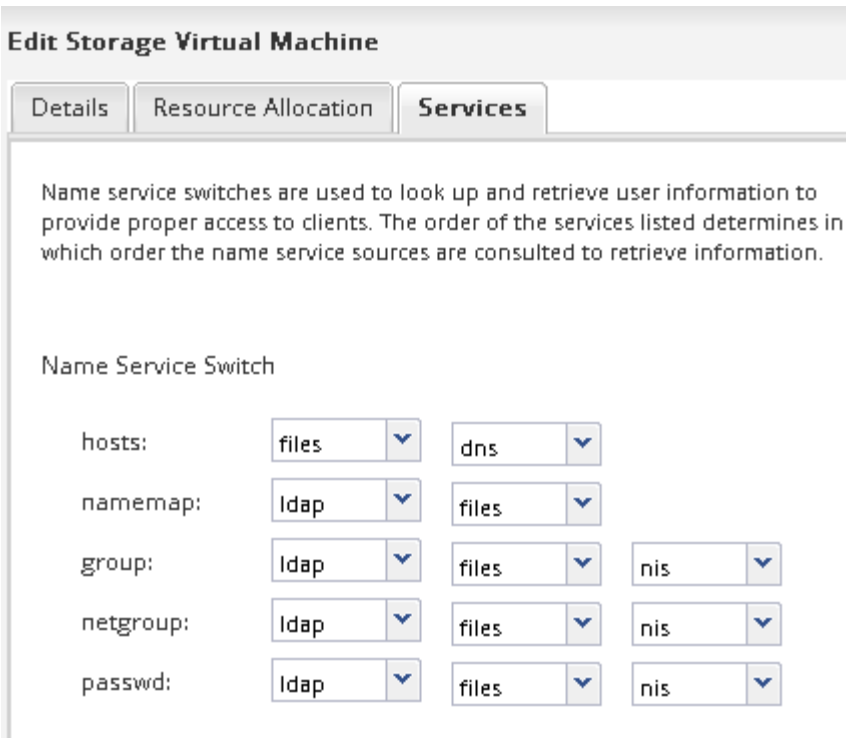 Edit Storage Virtual Machine
Details Resource Allocation Services
Name service switches are used to look up and retrieve user information to
provide proper access to clients. The order of the services listed determines in
which order the name service sources are consulted to retrieve information.
Name Service Switch
hosts: files dns
namemap: ldap files
group: ldap files nis
netgroup: ldap files nis
passwd: ldap files nis